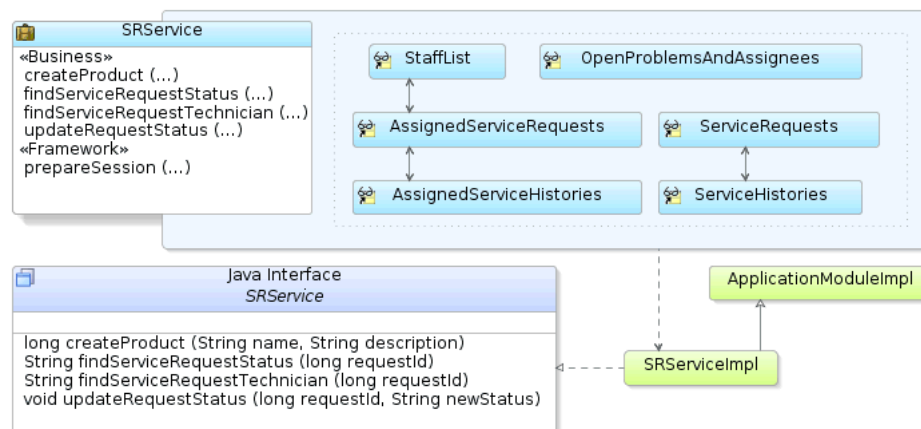 SRService
«Business»
createProduct (...)
findServiceRequestStatus (...)
findServiceRequestTechnician (...)
updateRequestStatus (...)
«Framework»
prepareSession (...)
StaffList
OpenProblemsAndAssignees
AssignedServiceRequests
ServiceRequests
AssignedServiceHistories
ServiceHistories
Java Interface
SRService
long createProduct (String name, String description)
String findServiceRequestStatus (long requestId)
String findServiceRequestTechnician (long requestId)
void updateRequestStatus (long requestId, String newStatus)
ApplicationModuleImpl
SRServiceImpl